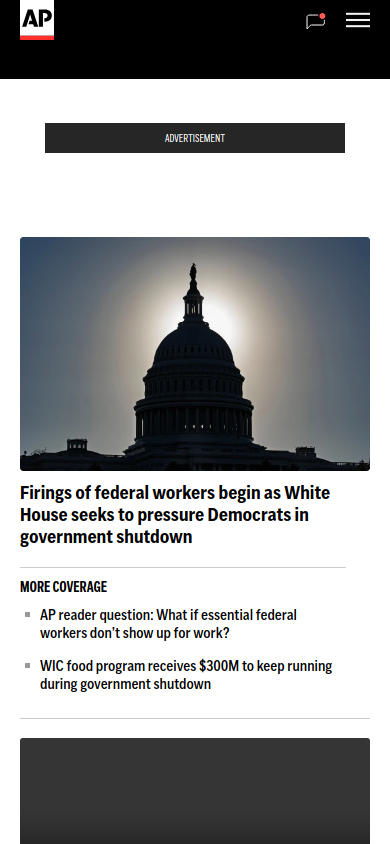 AP
ADVERTISEMENT
Firings of federal workers begin as White
House seeks to pressure Democrats in
government shutdown
MORE COVERAGE
AP reader question: What if essential federal
workers don’t show up for work?
WIC food program receives $300M to keep running
during government shutdown